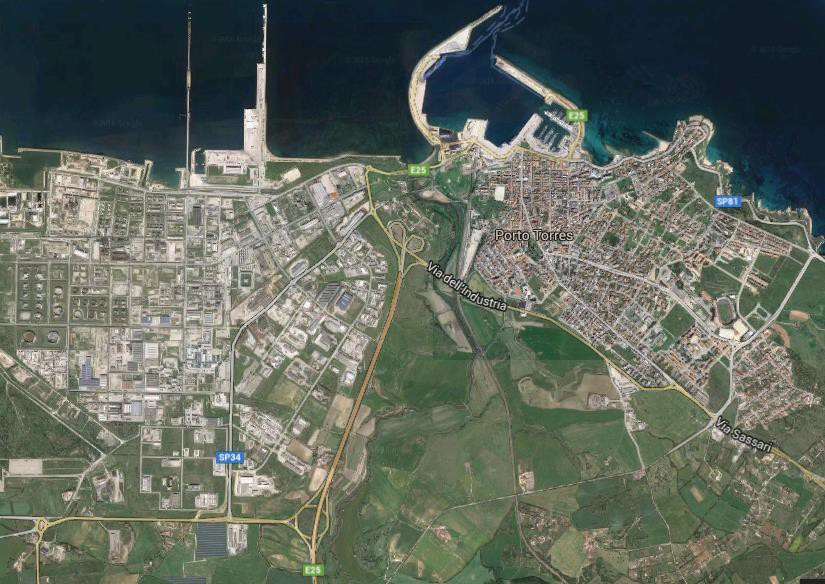 E25
E25
SP81
Porto Torres
Via dell'Industria
Via Sassari
SP34
E25